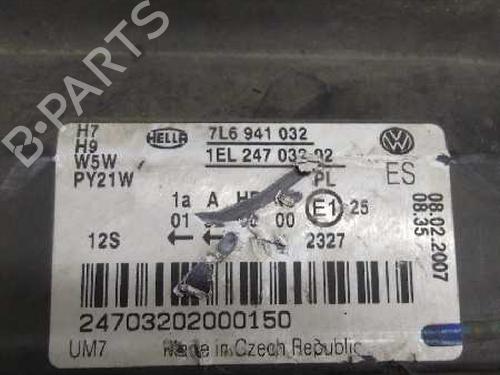 H7
H9
W5W
PY21W
HELLA
7L6 941 032
1EL 247 032-02
PL
1a A
E1 25
01 00
12S
2327
VW
ES
08.02.2007
08:35
24703202000150
UM7
Made in Czech Republic
B-PARTS